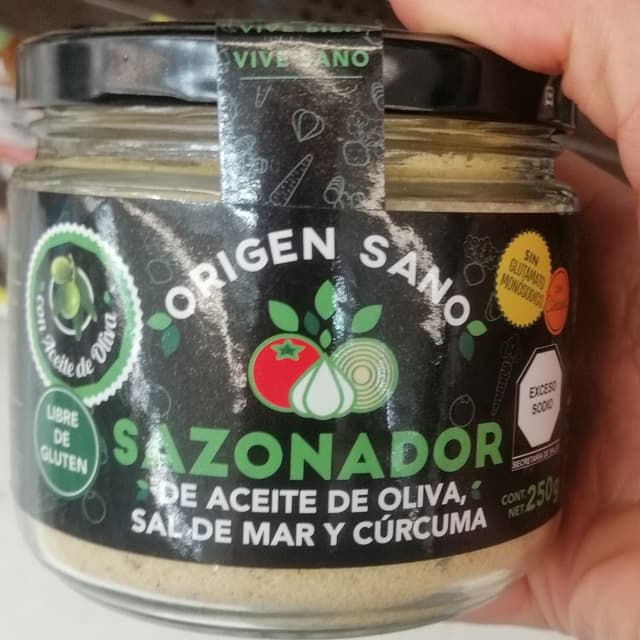 VIVE BIEN
VIVE SANO
ORIGEN SANO
con Aceite de Oliva
LIBRE
DE
GLUTEN
SIN
GLUTAMATO
MONOSÓDICO
EXCESO
SODIO
SECRETARÍA DE SALUD
SAZONADOR
DE ACEITE DE OLIVA,
SAL DE MAR Y CÚRCUMA
CONT.
NET. 250g